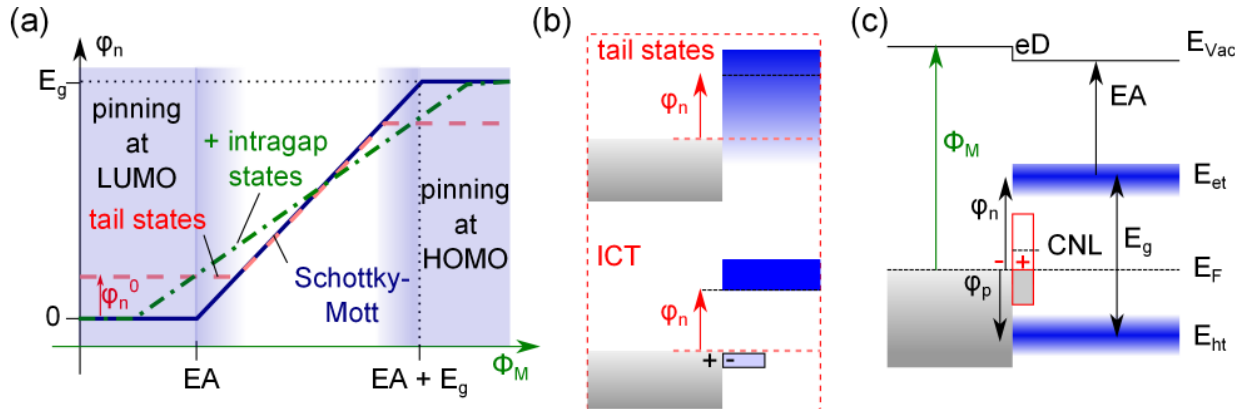 (a)
φn
Eg
pinning
at
LUMO
+ intragap
states
tail states
φn⁰
Schottky-
Mott
pinning
at
HOMO
0
EA
EA + Eg
ΦM
(b)
tail states
φn
ICT
φn
+ -
(c)
eD
EVac
EA
ΦM
Eet
φn
CNL
Eg
- +
EF
φp
Eht